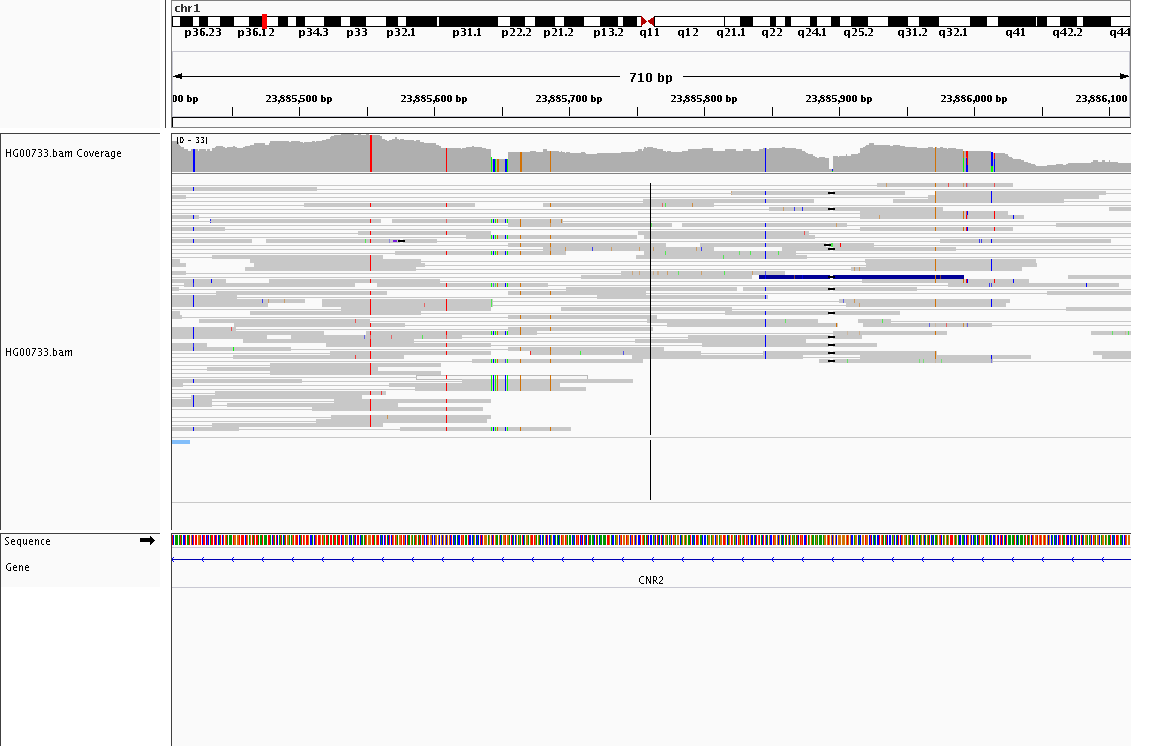 chr1
p36.23 p36.12 p34.3 p33 p32.1 p31.1 p22.2 p21.2 p13.2 q11 q12 q21.1 q22 q24.1 q25.2 q31.2 q32.1 q41 q42.2 q44
710 bp
00 bp 23,885,500 bp 23,885,600 bp 23,885,700 bp 23,885,800 bp 23,885,900 bp 23,886,000 bp 23,886,100
HG00733.bam Coverage
[0 - 33]
HG00733.bam
Sequence
Gene
CNR2